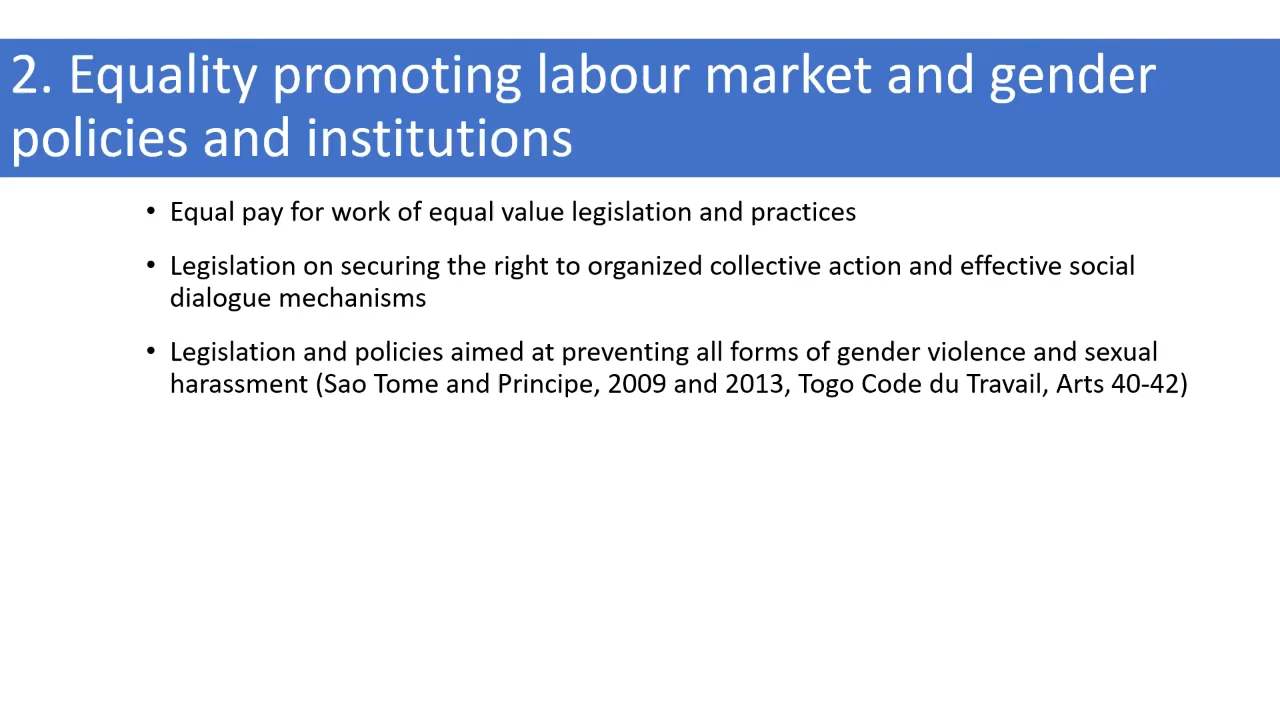 2. Equality promoting labour market and gender
policies and institutions
• Equal pay for work of equal value legislation and practices
• Legislation on securing the right to organized collective action and effective social
dialogue mechanisms
• Legislation and policies aimed at preventing all forms of gender violence and sexual
harassment (Sao Tome and Principe, 2009 and 2013, Togo Code du Travail, Arts 40-42)